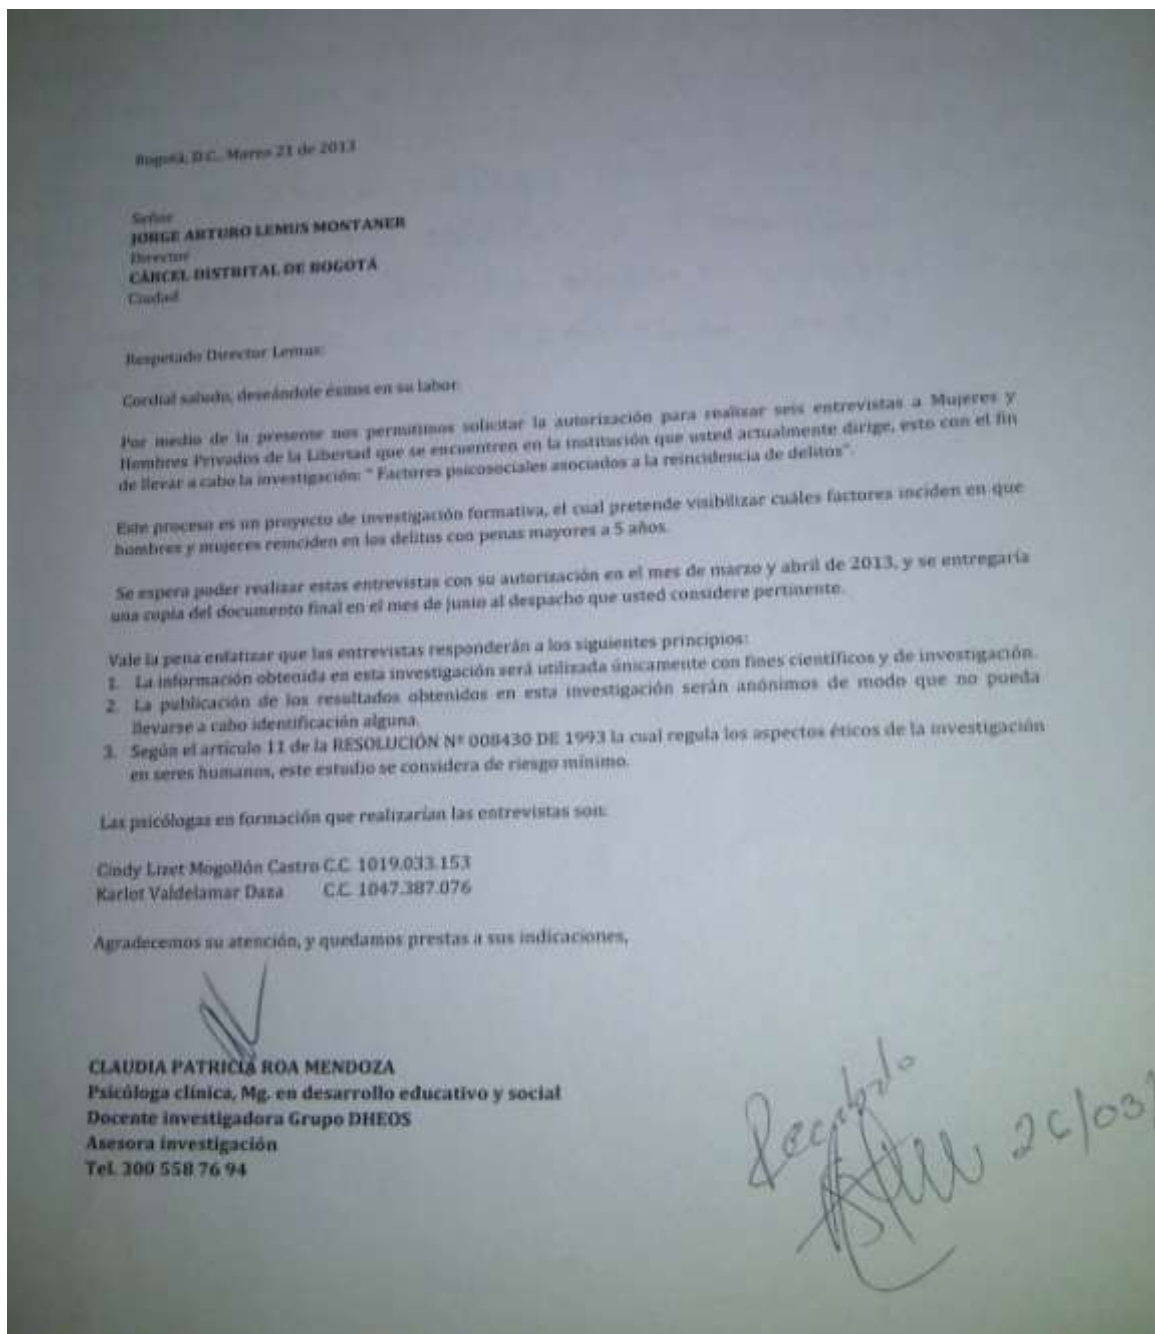 Bogotá, D.C., Marzo 21 de 2013
Señor
JORGE ARTURO LEMUS MONTANER
Director
CÁRCEL DISTRITAL DE BOGOTÁ
Ciudad
Respetado Director Lemus:
Cordial saludo, deseándole éxitos en su labor.
Por medio de la presente nos permitimos solicitar la autorización para realizar seis entrevistas a Mujeres y
Hombres Privados de la Libertad que se encuentren en la institución que usted actualmente dirige, esto con el fin
de llevar a cabo la investigación: " Factores psicosociales asociados a la reincidencia de delitos".
Este proceso es un proyecto de investigación formativa, el cual pretende visibilizar cuáles factores inciden en que
hombres y mujeres reinciden en los delitos con penas mayores a 5 años.
Se espera poder realizar estas entrevistas con su autorización en el mes de marzo y abril de 2013, y se entregaría
una copia del documento final en el mes de junio al despacho que usted considere pertinente.
Vale la pena enfatizar que las entrevistas responderán a los siguientes principios:
1. La información obtenida en esta investigación será utilizada únicamente con fines científicos y de investigación.
2. La publicación de los resultados obtenidos en esta investigación serán anónimos de modo que no pueda
llevarse a cabo identificación alguna.
3. Según el artículo 11 de la RESOLUCIÓN Nº 008430 DE 1993 la cual regula los aspectos éticos de la investigación
en seres humanos, este estudio se considera de riesgo mínimo.
Las psicólogas en formación que realizarían las entrevistas son:
Cindy Lizet Mogollón Castro C.C. 1019.033.153
Karlot Valdelamar Daza C.C. 1047.387.076
Agradecemos su atención, y quedamos prestas a sus indicaciones,
CLAUDIA PATRICIA ROA MENDOZA
Psicóloga clínica, Mg. en desarrollo educativo y social
Docente investigadora Grupo DHEOS
Asesora investigación
Tel. 300 558 76 94
Recibido
26/03/